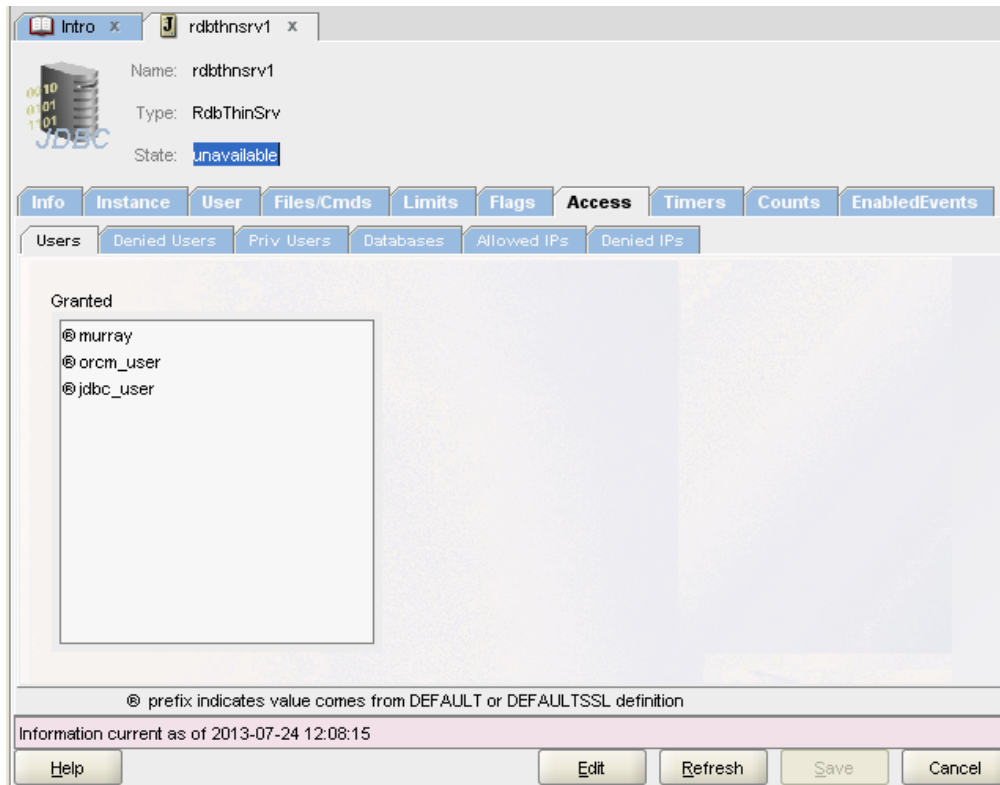 Intro x rdbthnsrv1 x
Name: rdbthnsrv1
Type: RdbThinSrv
State: unavailable
0010
0101
1101
JDBC
Info Instance User Files/Cmds Limits Flags Access Timers Counts EnabledEvents
Users Denied Users Priv Users Databases Allowed IPs Denied IPs
Granted
® murray
® orcm_user
® jdbc_user
® prefix indicates value comes from DEFAULT or DEFAULTSSL definition
Information current as of 2013-07-24 12:08:15
Help Edit Refresh Save Cancel